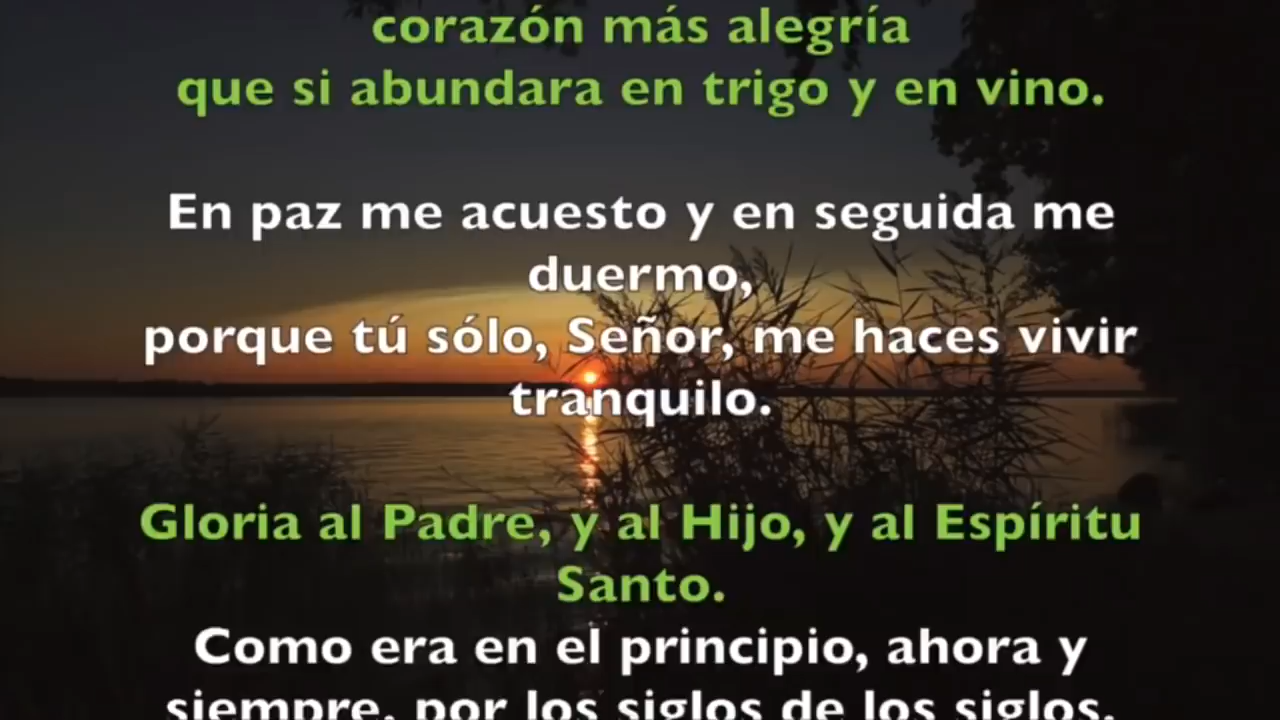 corazón más alegría
que si abundara en trigo y en vino.
En paz me acuesto y en seguida me
duermo,
porque tú sólo, Señor, me haces vivir
tranquilo.
Gloria al Padre, y al Hijo, y al Espíritu
Santo.
Como era en el principio, ahora y
siempre, por los siglos de los siglos.